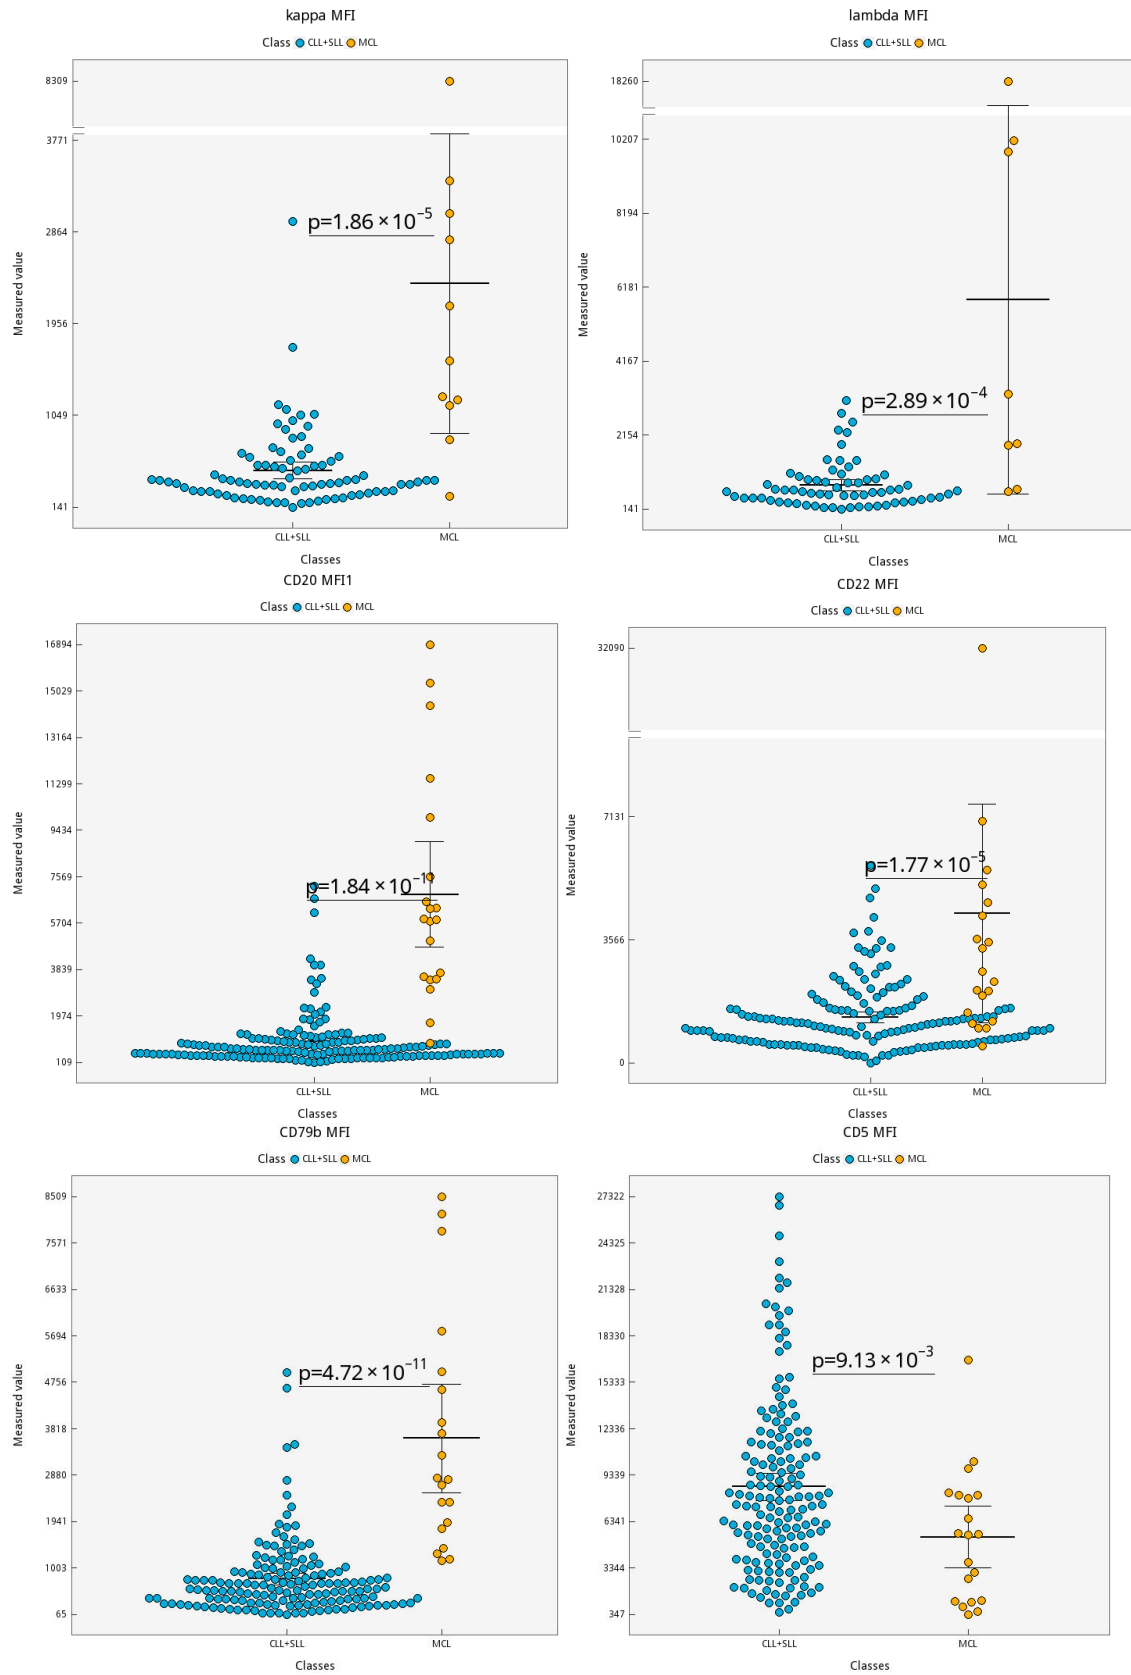 kappa MFI
Class CLL+SLL MCL
8309
3771
2864
1956
1049
141
Measured value
p=1.86×10⁻⁵
CLL+SLL MCL
Classes
lambda MFI
Class CLL+SLL MCL
18260
10207
8194
6181
4167
2154
141
Measured value
p=2.89×10⁻⁴
CLL+SLL MCL
Classes
CD20 MFI1
Class CLL+SLL MCL
16894
15029
13164
11299
9434
7569
5704
3839
1974
109
Measured value
p=1.84×10⁻¹¹
CLL+SLL MCL
Classes
CD22 MFI
Class CLL+SLL MCL
32090
7131
3566
0
Measured value
p=1.77×10⁻⁵
CLL+SLL MCL
Classes
CD79b MFI
Class CLL+SLL MCL
8509
7571
6633
5694
4756
3818
2880
1941
1003
65
Measured value
p=4.72×10⁻¹¹
CLL+SLL MCL
Classes
CD5 MFI
Class CLL+SLL MCL
27322
24325
21328
18330
15333
12336
9339
6341
3344
347
Measured value
p=9.13×10⁻³
CLL+SLL MCL
Classes